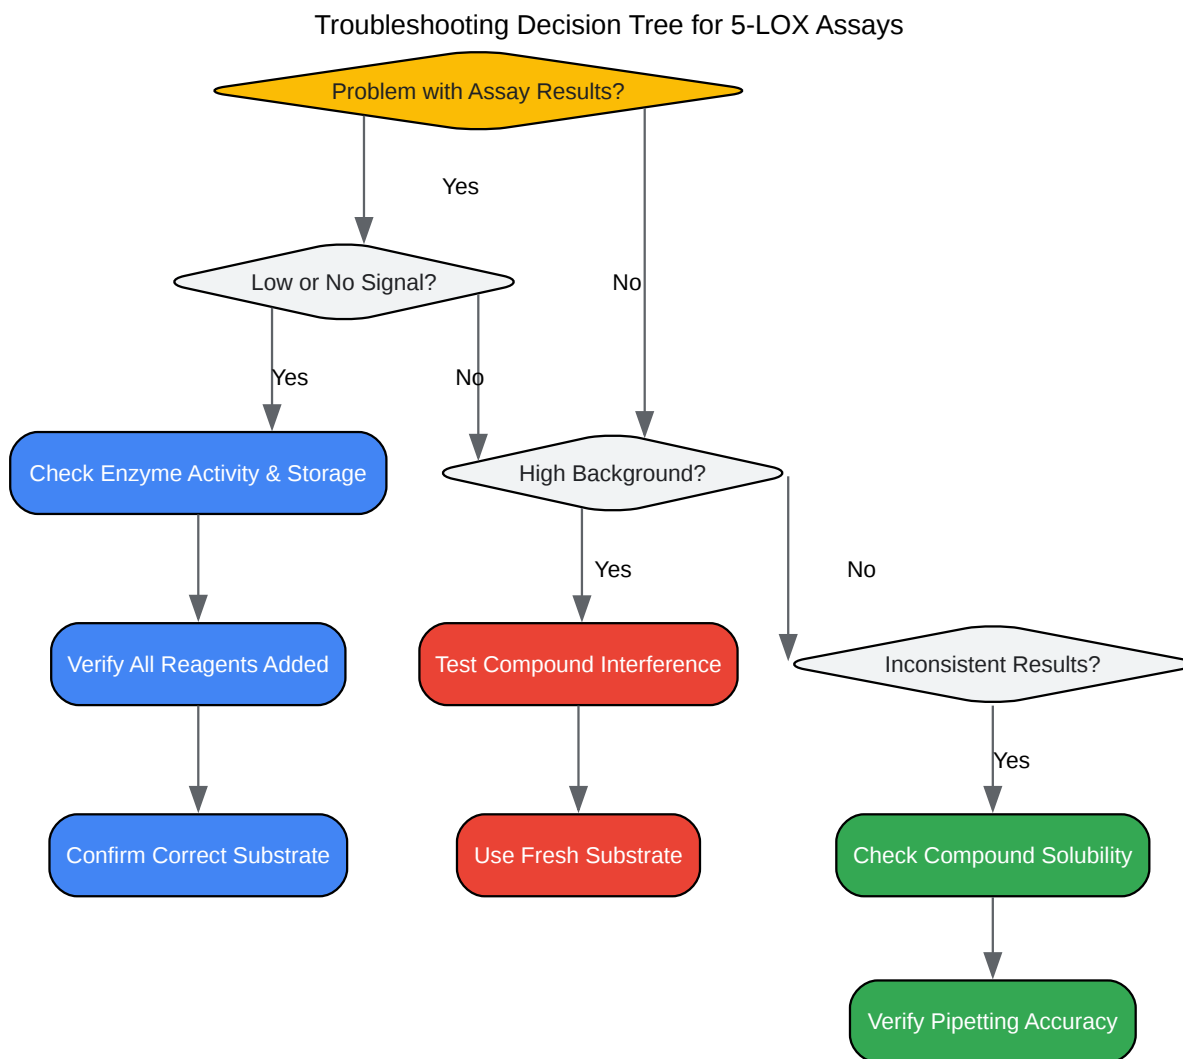 Troubleshooting Decision Tree for 5-LOX Assays
Problem with Assay Results?
Yes
Low or No Signal?
No
Yes
No
Check Enzyme Activity & Storage
High Background?
Yes
No
Verify All Reagents Added
Test Compound Interference
Inconsistent Results?
Yes
Confirm Correct Substrate
Use Fresh Substrate
Check Compound Solubility
Verify Pipetting Accuracy